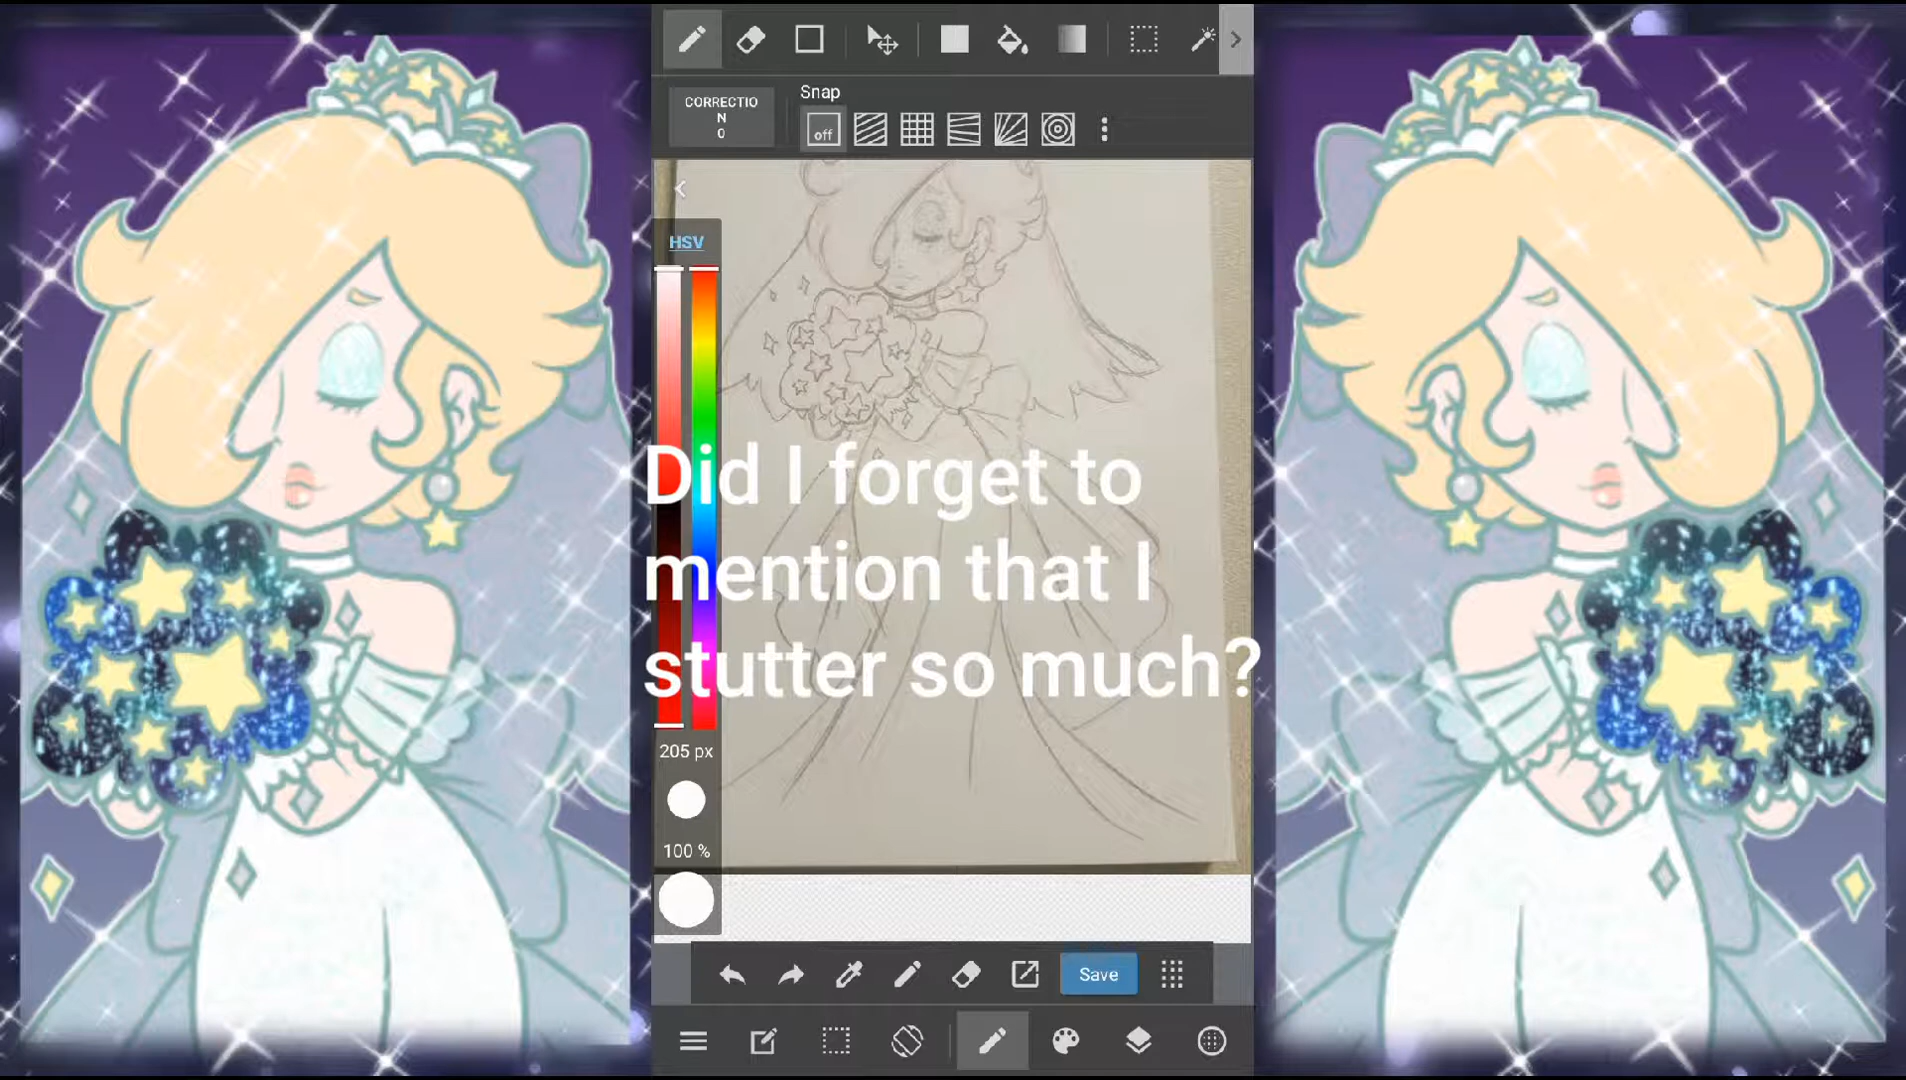 CORRECTIO
N
0
Snap
off
HSV
Did I forget to
mention that I
stutter so much?
205 px
100 %
Save